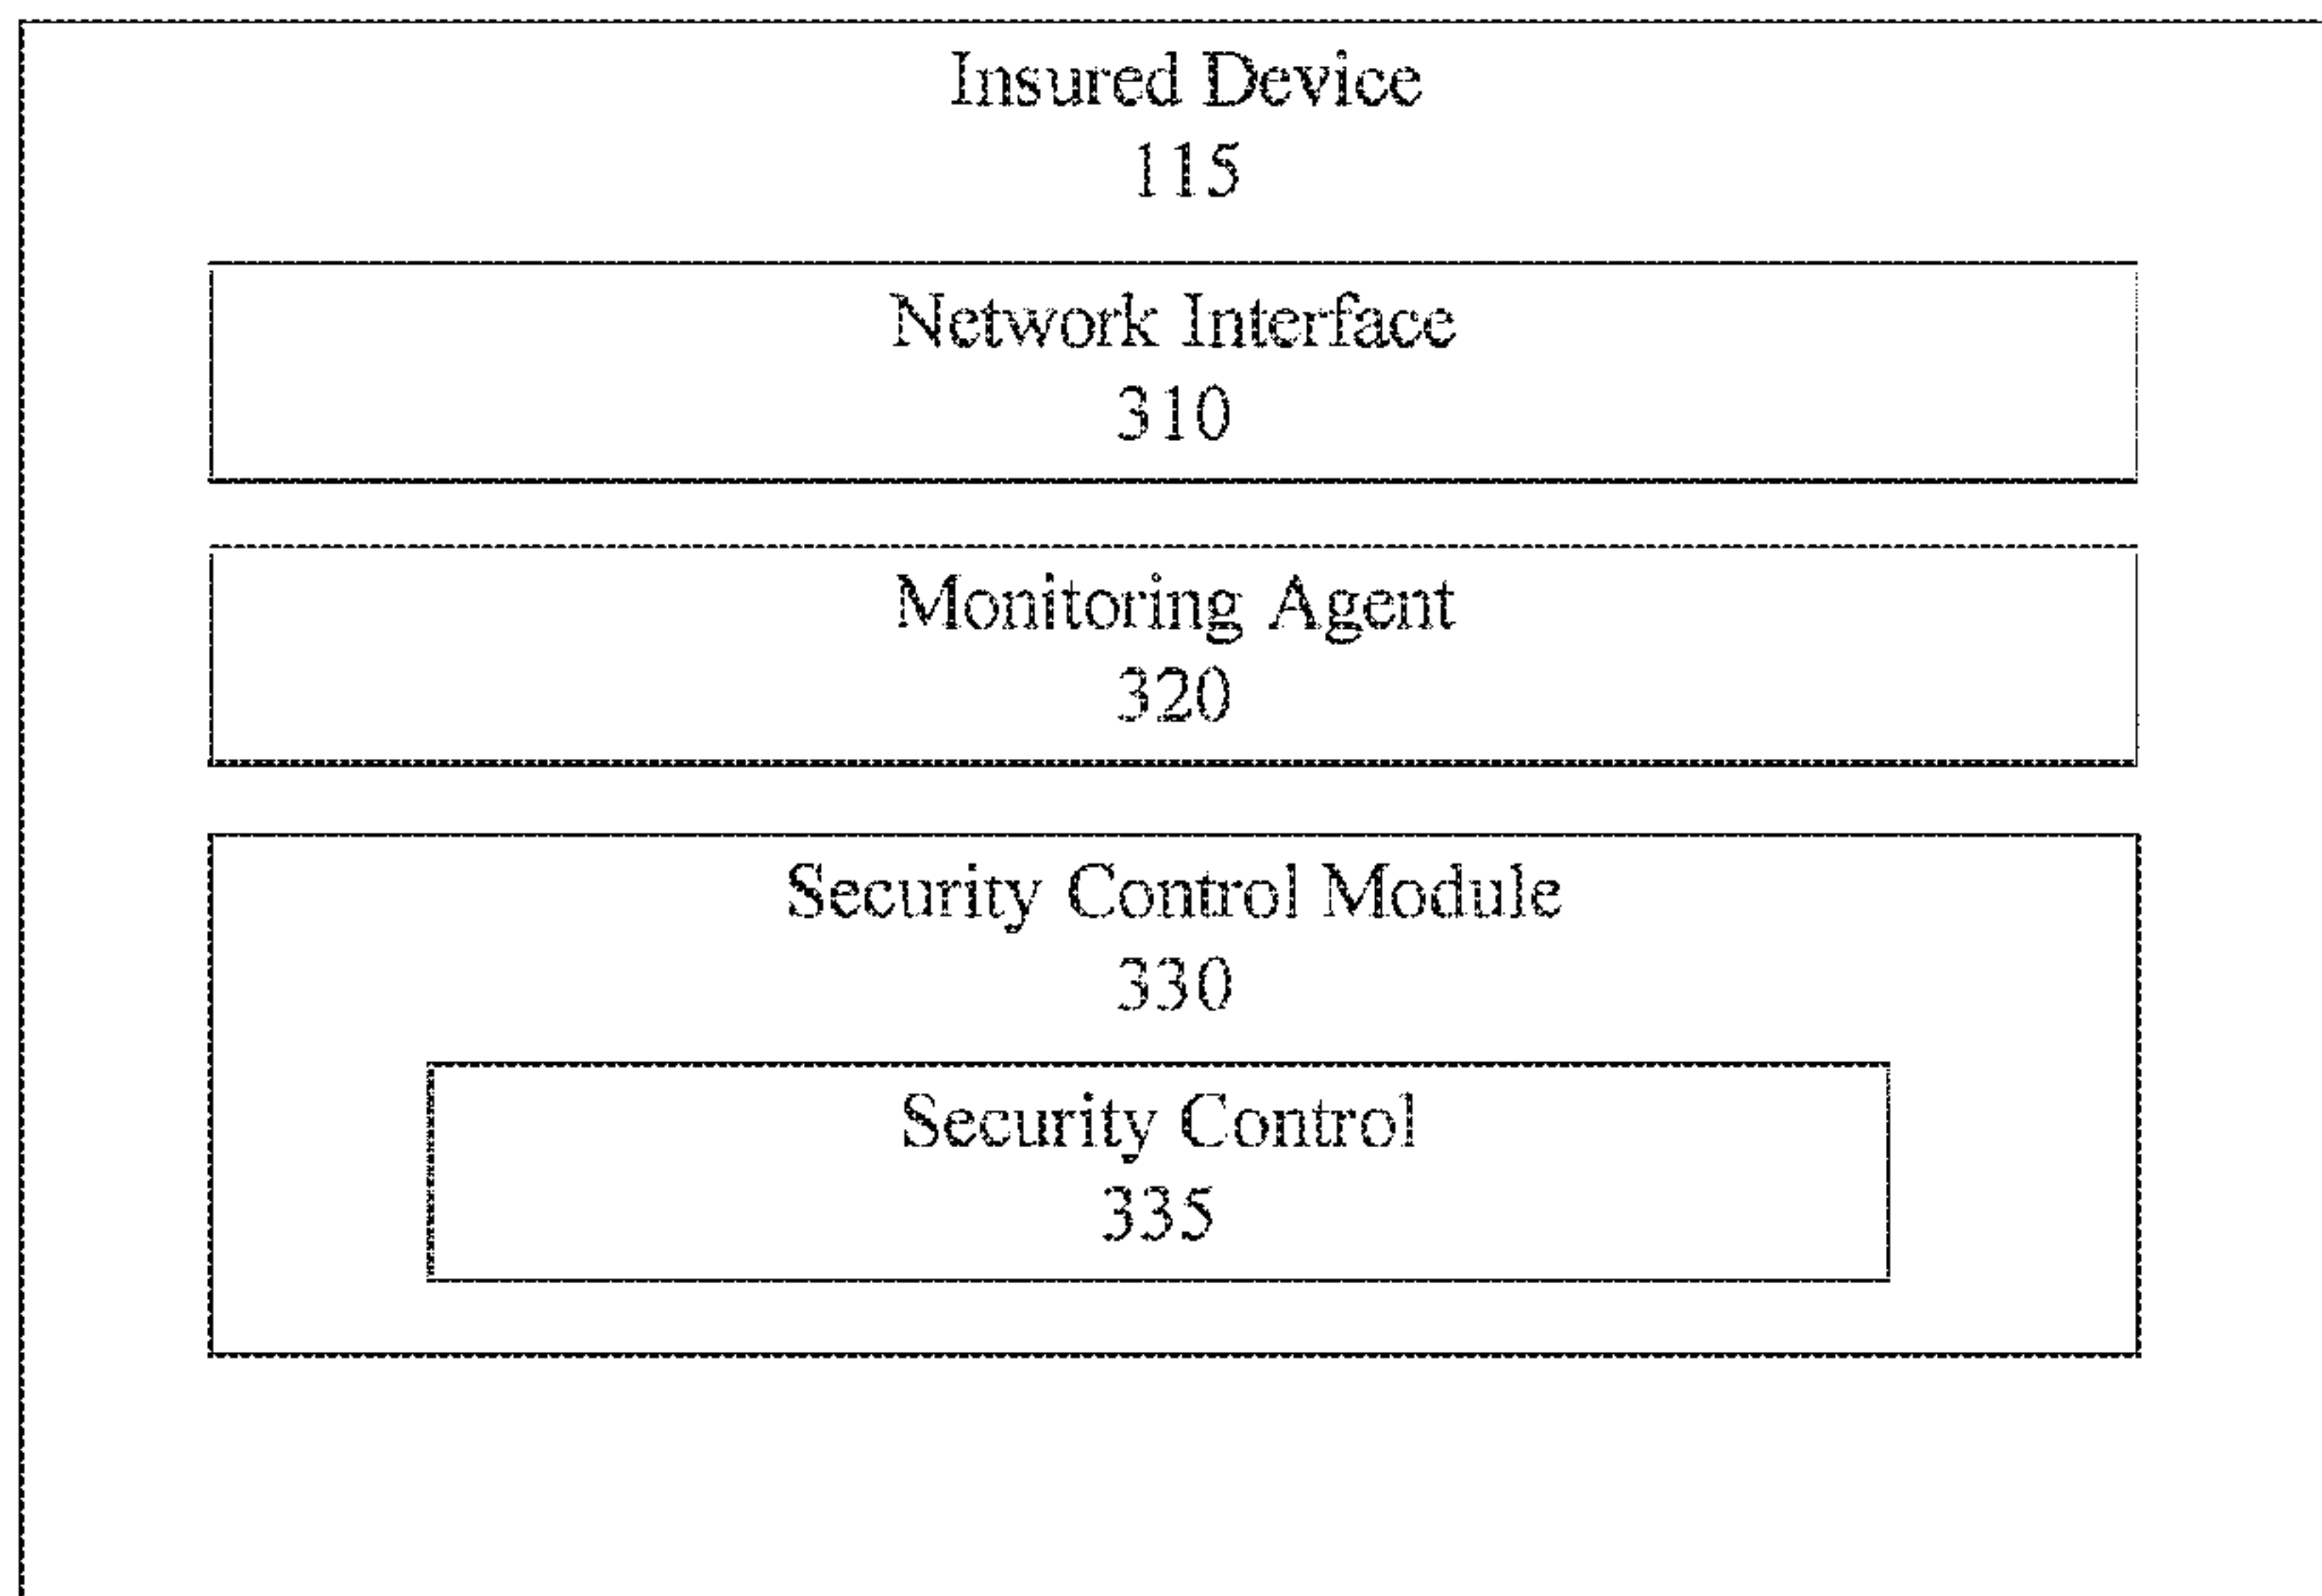 Insured Device
115
Network Interface
310
Monitoring Agent
320
Security Control Module
330
Security Control
335